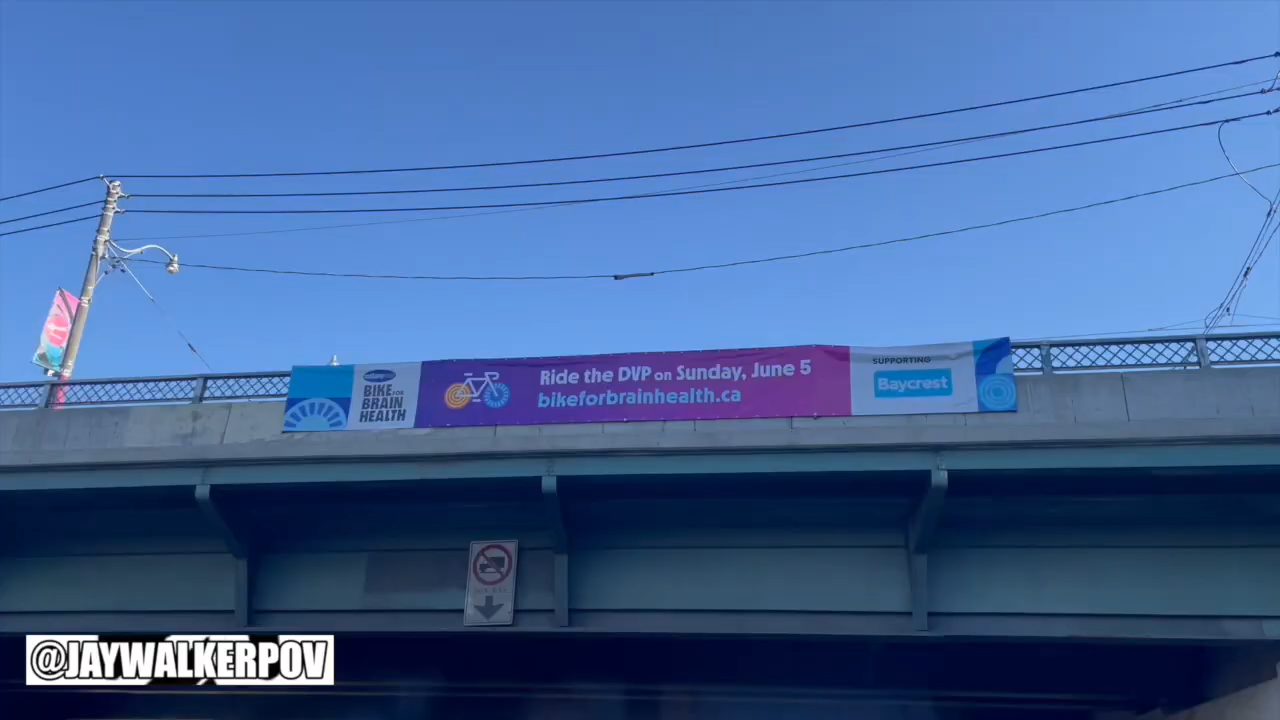 BIKE FOR
BRAIN
HEALTH
Ride the DVP on Sunday, June 5
bikeforbrainhealth.ca
SUPPORTING
Baycrest
@JAYWALKERPOV